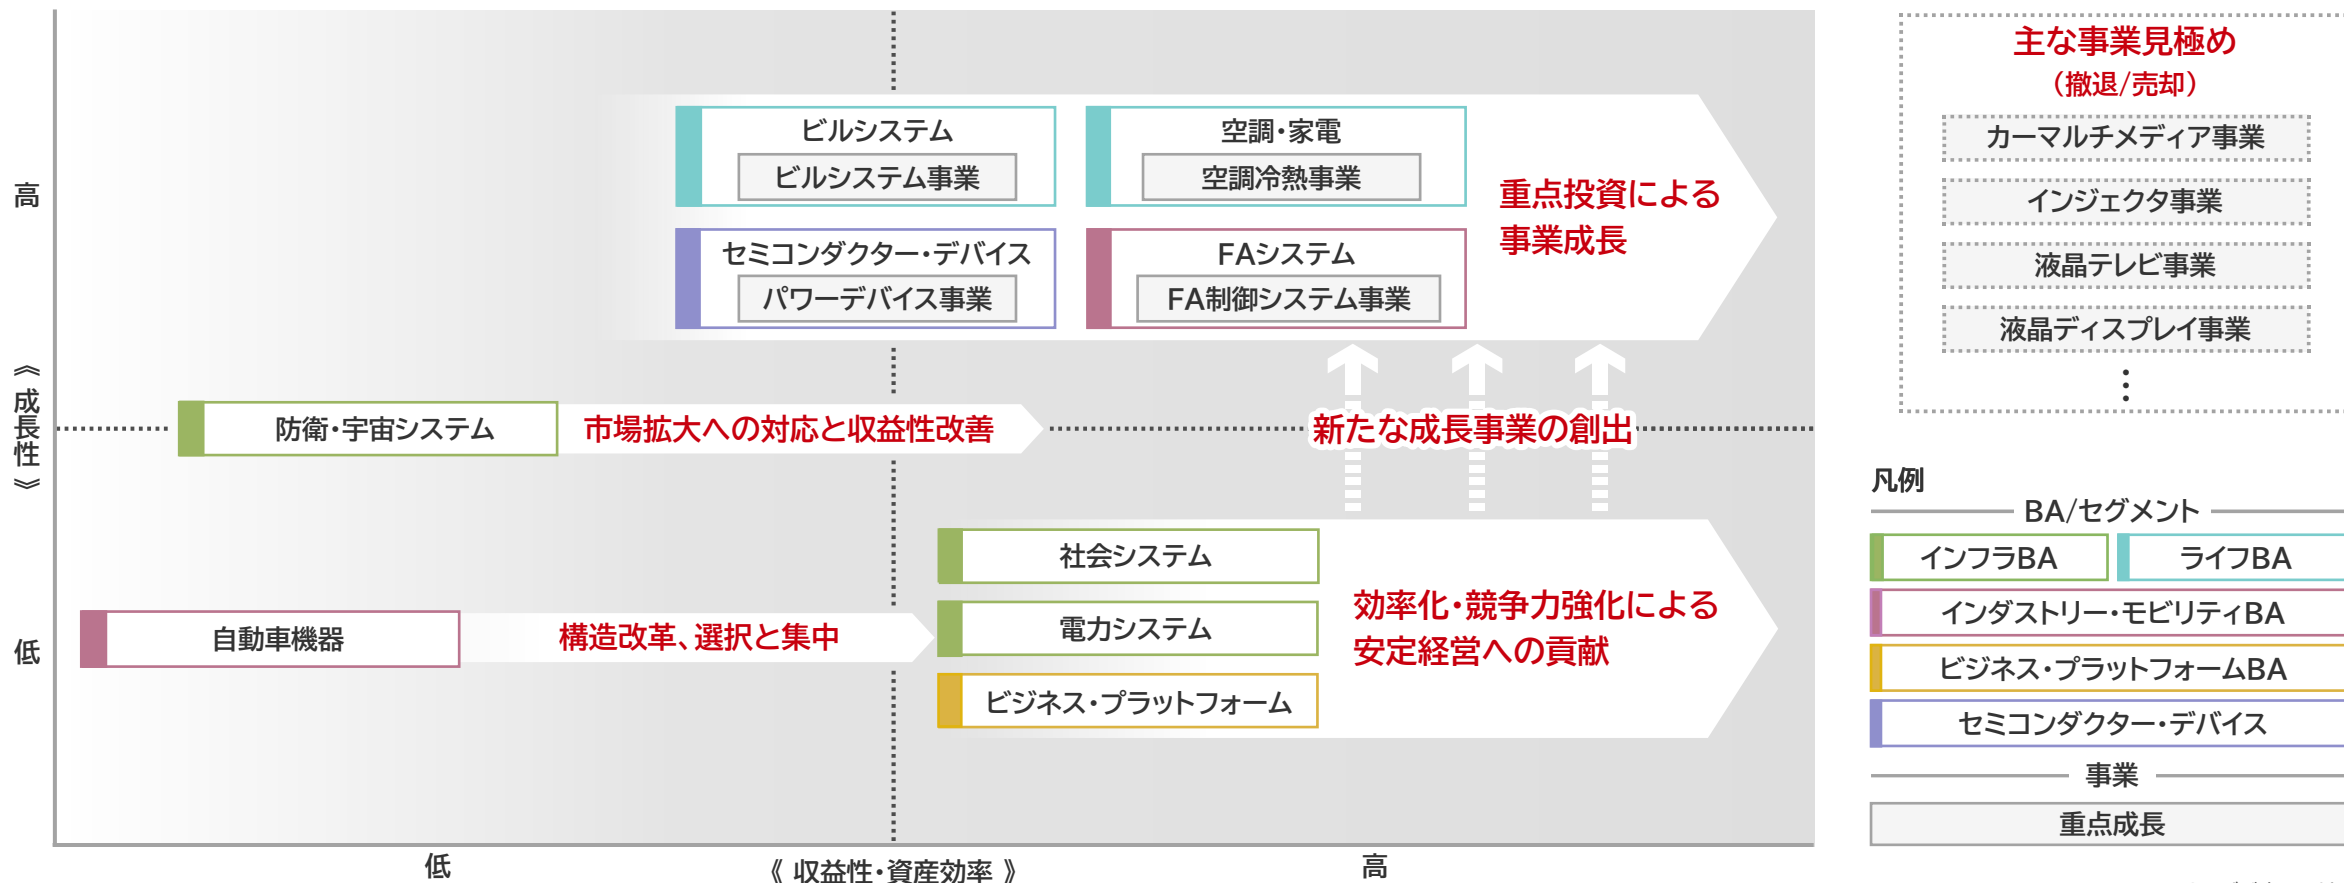 高
《 成長性 》
低
ビルシステム
ビルシステム事業
空調・家電
空調冷熱事業
セミコンダクター・デバイス
パワーデバイス事業
FAシステム
FA制御システム事業
重点投資による
事業成長
防衛・宇宙システム
市場拡大への対応と収益性改善
新たな成長事業の創出
自動車機器
構造改革、選択と集中
社会システム
電力システム
ビジネス・プラットフォーム
効率化・競争力強化による
安定経営への貢献
低
《 収益性・資産効率 》
高
主な事業見極め
（撤退/売却）
カーマルチメディア事業
インジェクタ事業
液晶テレビ事業
液晶ディスプレイ事業
⋮
凡例
BA/セグメント
インフラBA
ライフBA
インダストリー・モビリティBA
ビジネス・プラットフォームBA
セミコンダクター・デバイス
事業
重点成長